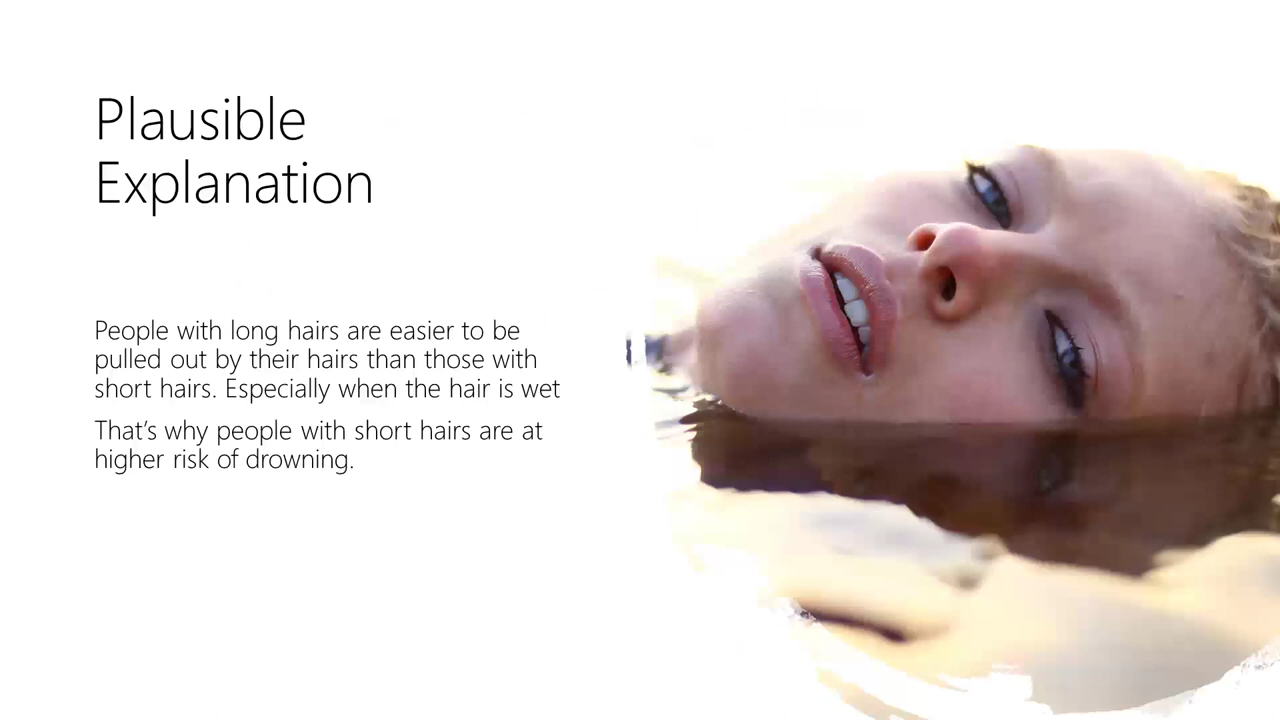 Plausible
Explanation
People with long hairs are easier to be
pulled out by their hairs than those with
short hairs. Especially when the hair is wet
That’s why people with short hairs are at
higher risk of drowning.